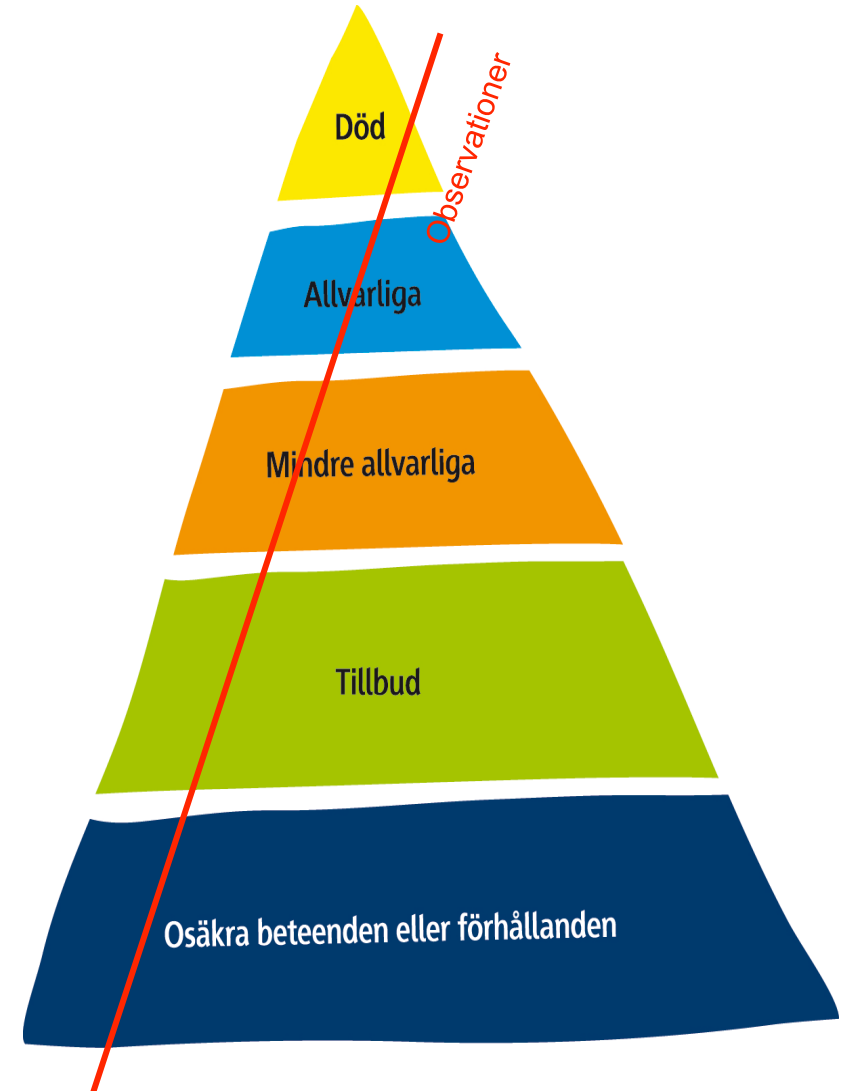 Död
Observationer
Allvarliga
Mindre allvarliga
Tillbud
Osäkra beteenden eller förhållanden